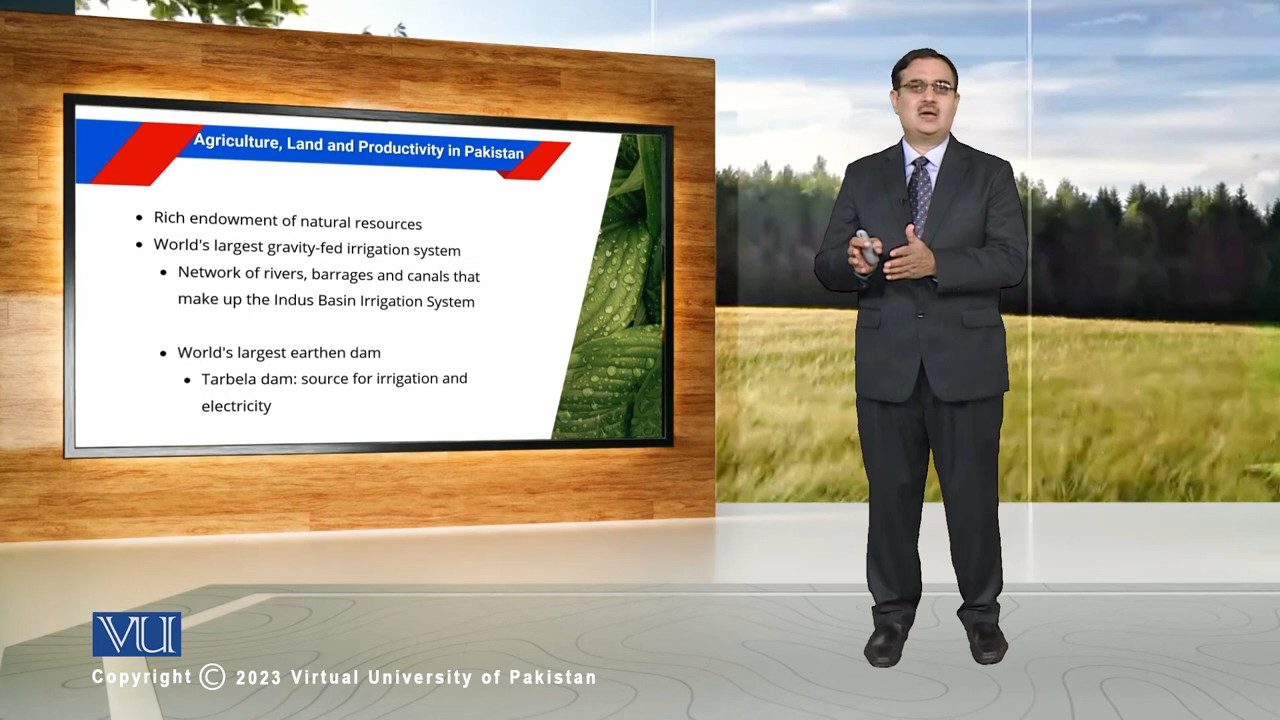 Agriculture, Land and Productivity in Pakistan
• Rich endowment of natural resources
• World's largest gravity-fed irrigation system
• Network of rivers, barrages and canals that
make up the Indus Basin Irrigation System
• World's largest earthen dam
• Tarbela dam: source for irrigation and
electricity
VU
Copyright © 2023 Virtual University of Pakistan